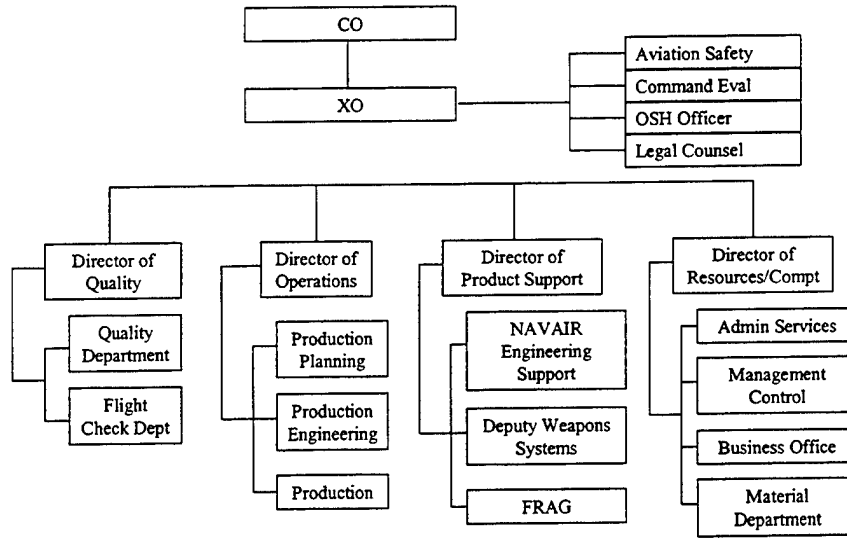 CO
XO
Aviation Safety
Command Eval
OSH Officer
Legal Counsel
Director of
Quality
Director of
Operations
Director of
Product Support
Director of
Resources/Compt
Quality
Department
Flight
Check Dept
Production
Planning
Production
Engineering
Production
NAVAIR
Engineering
Support
Deputy Weapons
Systems
FRAG
Admin Services
Management
Control
Business Office
Material
Department